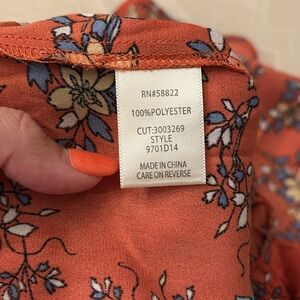 RN#58822
100%POLYESTER
CUT:3003269
STYLE
9701D14
MADE IN CHINA
CARE ON REVERSE